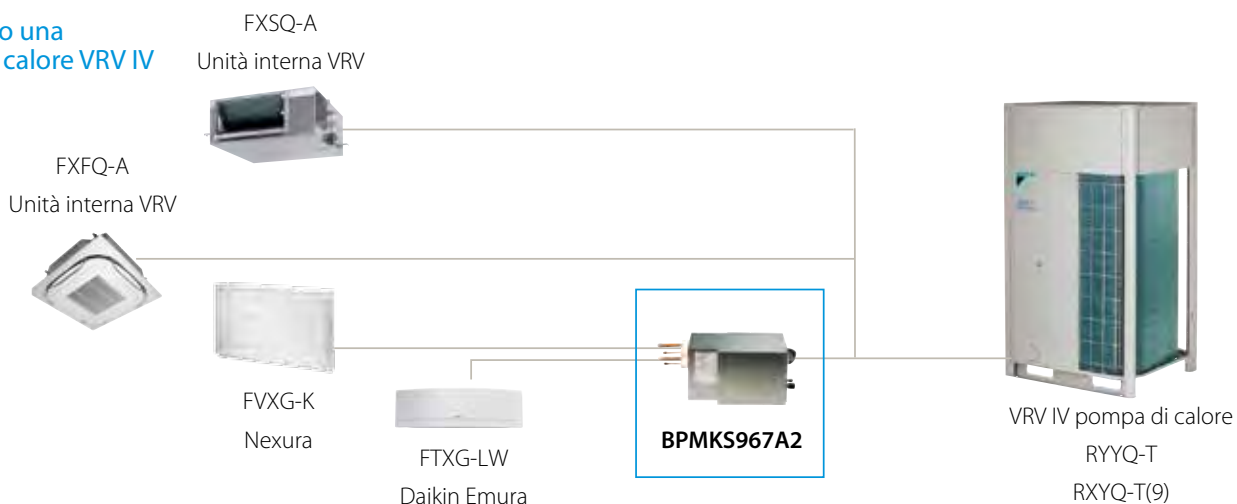 o una
calore VRV IV
FXSQ-A
Unità interna VRV
FXFQ-A
Unità interna VRV
FVXG-K
Nexura
FTXG-LW
Daikin Emura
BPMKS967A2
VRV IV pompa di calore
RYYQ-T
RXYQ-T(9)